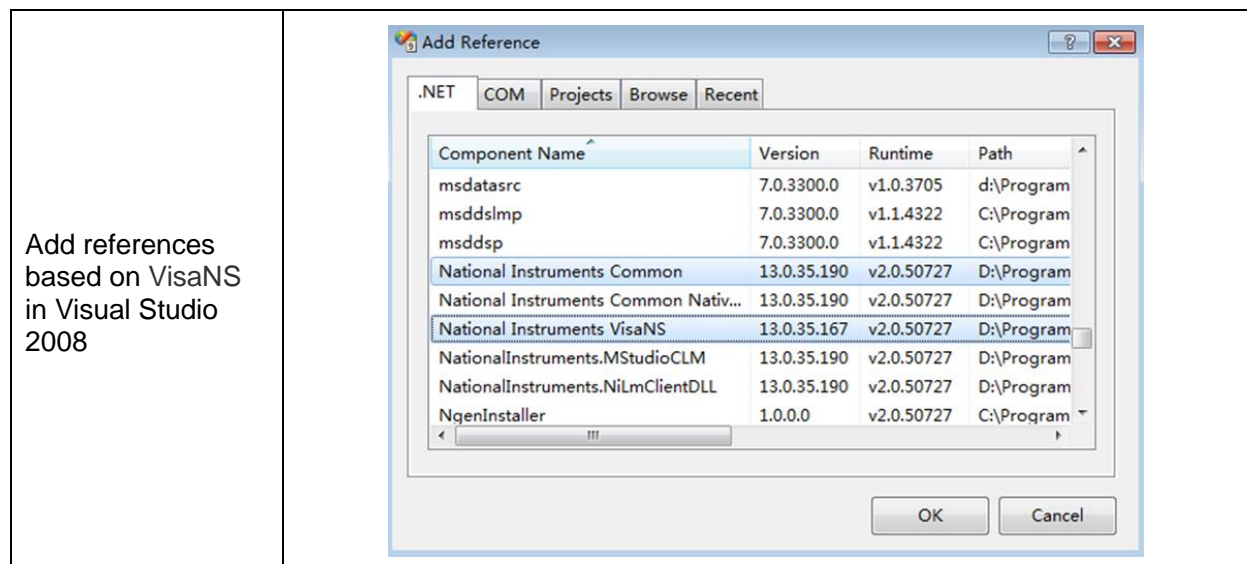 Add references
based on VisaNS
in Visual Studio
2008
Add Reference
.NET COM Projects Browse Recent
Component Name Version Runtime Path
msdatasrc 7.0.3300.0 v1.0.3705 d:\Program
msddslmp 7.0.3300.0 v1.1.4322 C:\Program
msddsp 7.0.3300.0 v1.1.4322 C:\Program
National Instruments Common 13.0.35.190 v2.0.50727 D:\Program
National Instruments Common Nativ... 13.0.35.190 v2.0.50727 D:\Program
National Instruments VisaNS 13.0.35.167 v2.0.50727 D:\Program
NationalInstruments.MStudioCLM 13.0.35.190 v2.0.50727 D:\Program
NationalInstruments.NiLmClientDLL 13.0.35.190 v2.0.50727 D:\Program
NgenInstaller 1.0.0.0 v2.0.50727 C:\Program
OK Cancel